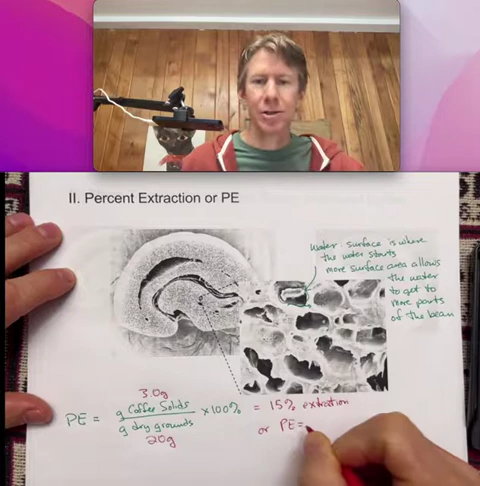 II. Percent Extraction or PE
water: surface is where
the water starts
more surface area allows
the water
to get to
more parts
of the bean
3.0g
PE = g Coffee Solids / g dry grounds × 100% = 15% extration
20g
or PE=